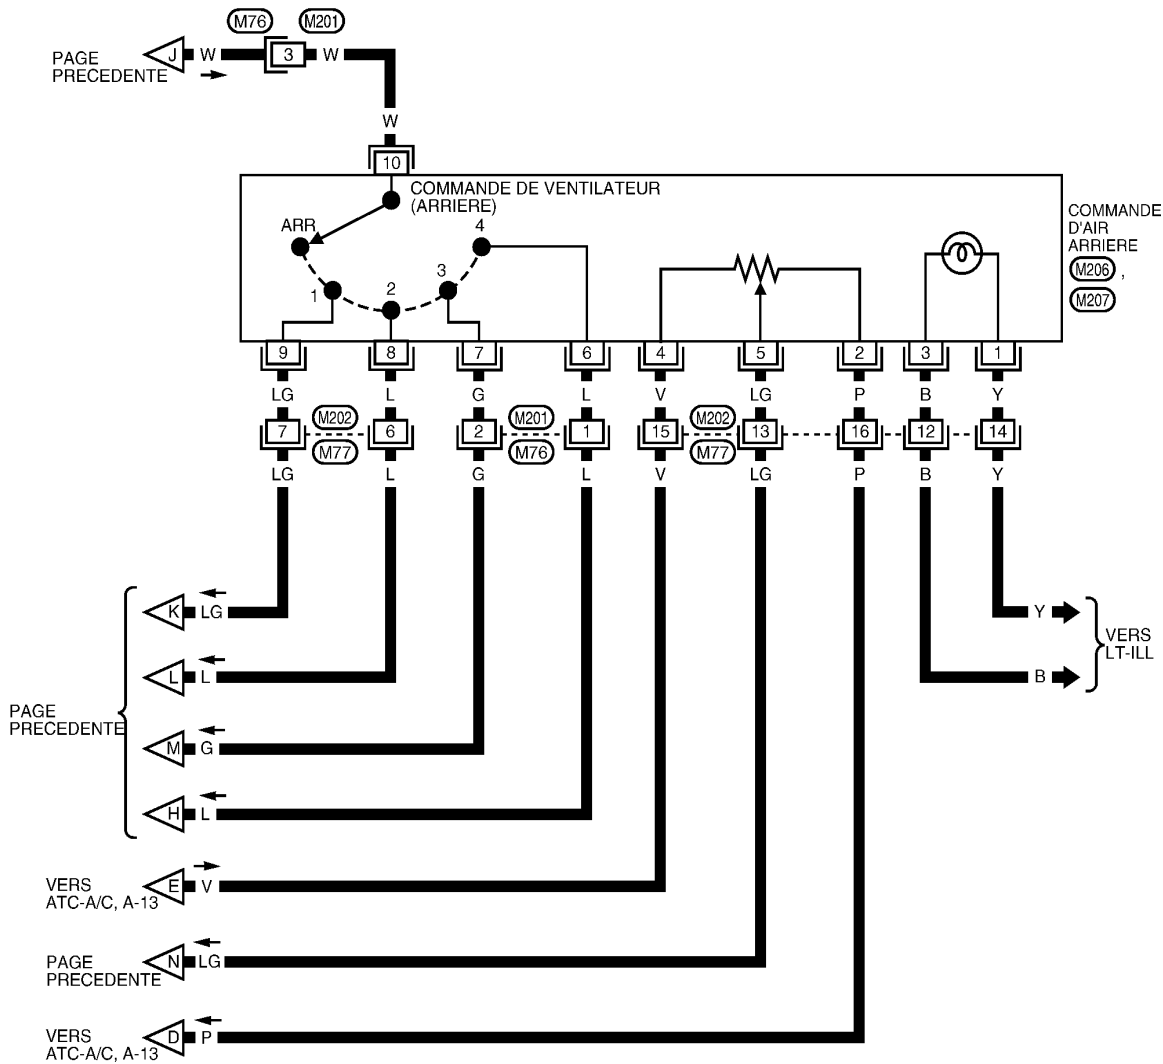 M76 M201
PAGE
PRECEDENTE
J W 3 W
W
10
COMMANDE DE VENTILATEUR
(ARRIERE)
ARR 1 2 3 4
COMMANDE
D'AIR
ARRIERE
M206 ,
M207
9 8 7 6 4 5 2 3 1
LG L G L V LG P B Y
M202 M201 M202
7 6 2 1 15 13 16 12 14
M77 M76 M77
LG L G L V LG P B Y
PAGE
PRECEDENTE
K LG
L L
M G
H L
Y
B
VERS
LT-ILL
VERS
ATC-A/C, A-13
E V
PAGE
PRECEDENTE
N LG
VERS
ATC-A/C, A-13
D P